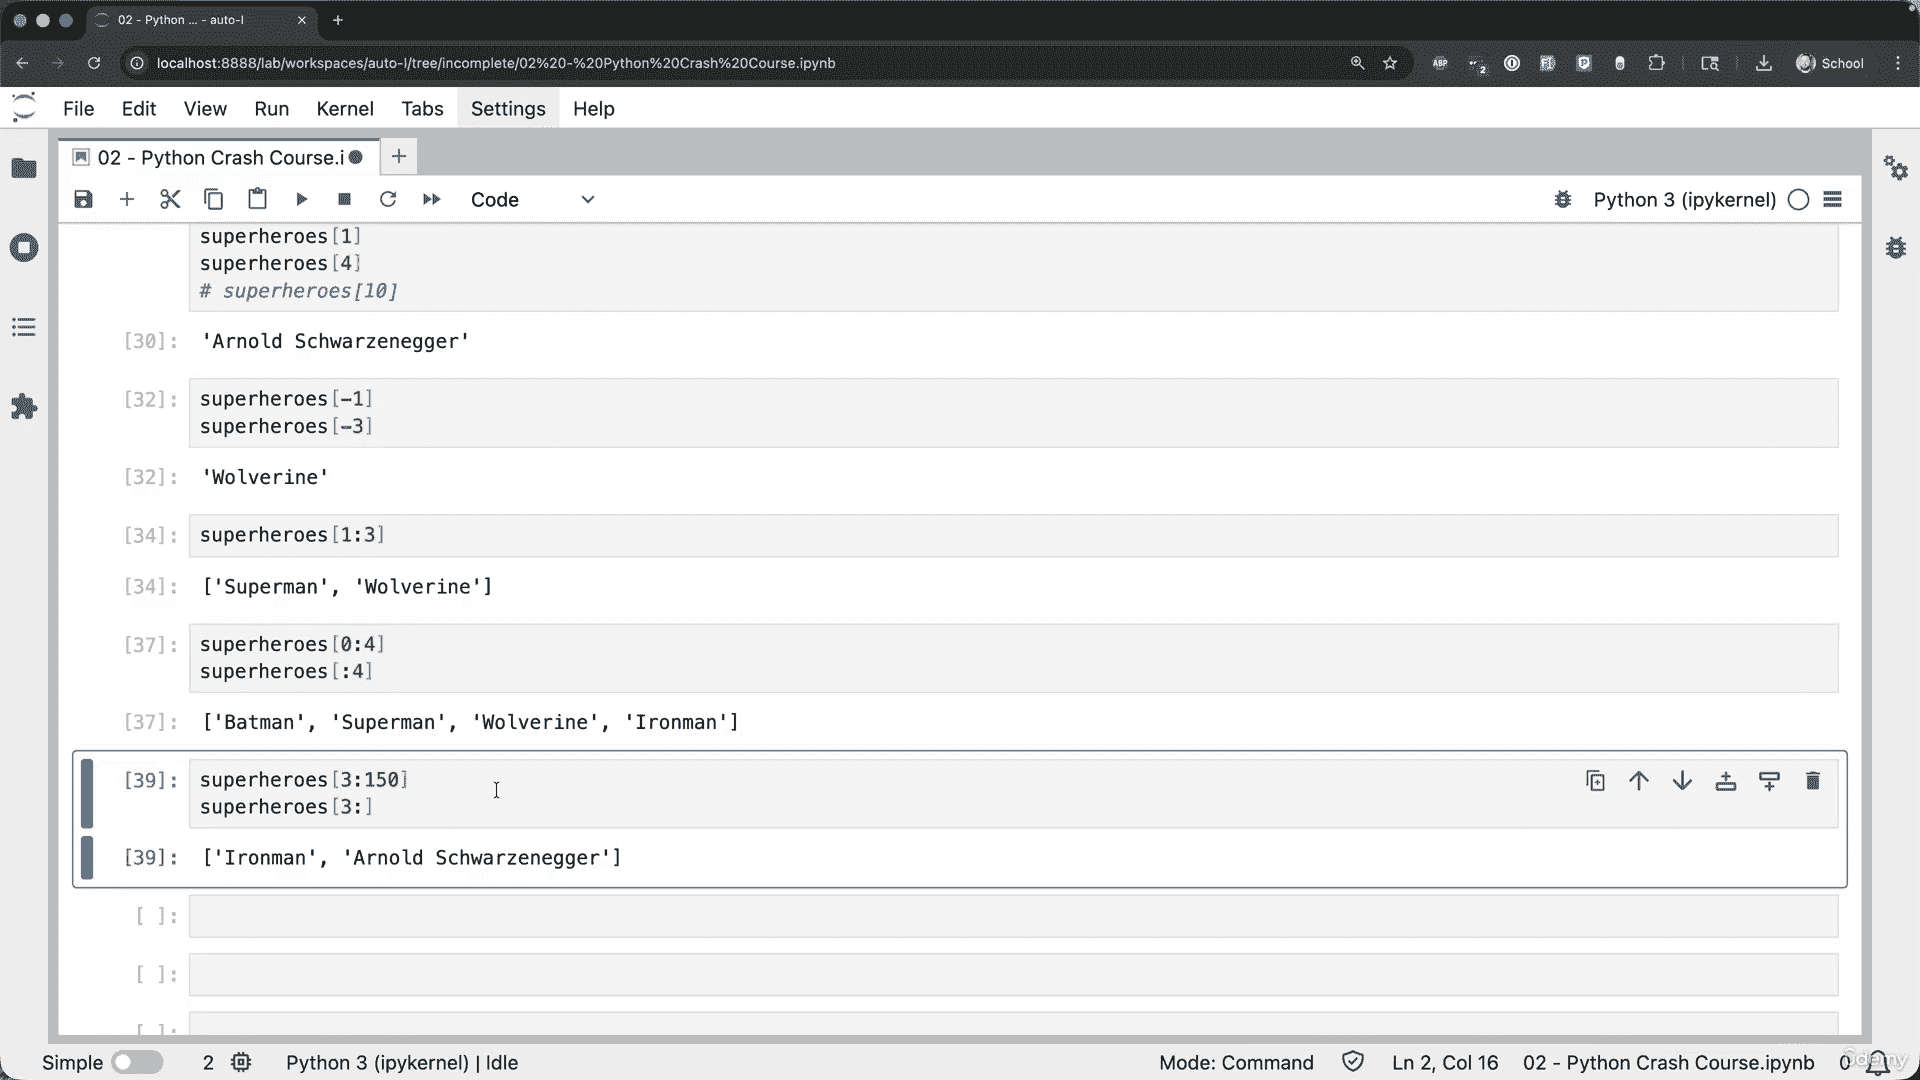 02 - Python ... - auto-l
localhost:8888/lab/workspaces/auto-l/tree/incomplete/02%20-%20Python%20Crash%20Course.ipynb
ABP
2
School
File Edit View Run Kernel Tabs Settings Help
02 - Python Crash Course.i
Code
Python 3 (ipykernel)
superheroes[1]
superheroes[4]
# superheroes[10]
[30]: 'Arnold Schwarzenegger'
[32]: superheroes[-1]
superheroes[-3]
[32]: 'Wolverine'
[34]: superheroes[1:3]
[34]: ['Superman', 'Wolverine']
[37]: superheroes[0:4]
superheroes[:4]
[37]: ['Batman', 'Superman', 'Wolverine', 'Ironman']
[39]: superheroes[3:150]
superheroes[3:]
[39]: ['Ironman', 'Arnold Schwarzenegger']
[ ]:
[ ]:
[ ]:
Simple 2 Python 3 (ipykernel) | Idle Mode: Command Ln 2, Col 16 02 - Python Crash Course.ipynb 0
Udemy